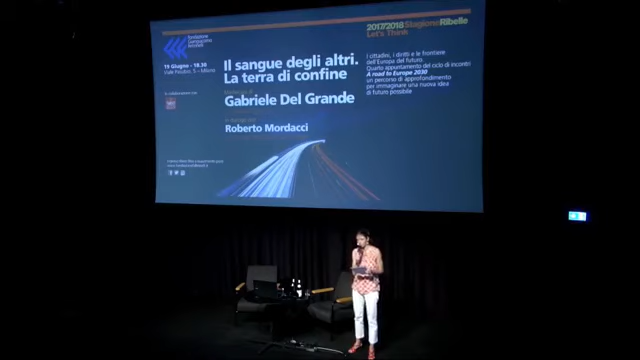 fondazione
Giangiacomo
Feltrinelli
19 Giugno - 18.30
Viale Pasubio, 5 - Milano
Il sangue degli altri.
La terra di confine
Gabriele Del Grande
Roberto Mordacci
2017/2018StagioneRibelle
Let's Think
I cittadini, i diritti e le frontiere
dell'Europa del futuro.
Quarto appuntamento del ciclo di incontri
A road to Europe 2030
un percorso di approfondimento
per immaginare una nuova idea
di futuro possibile